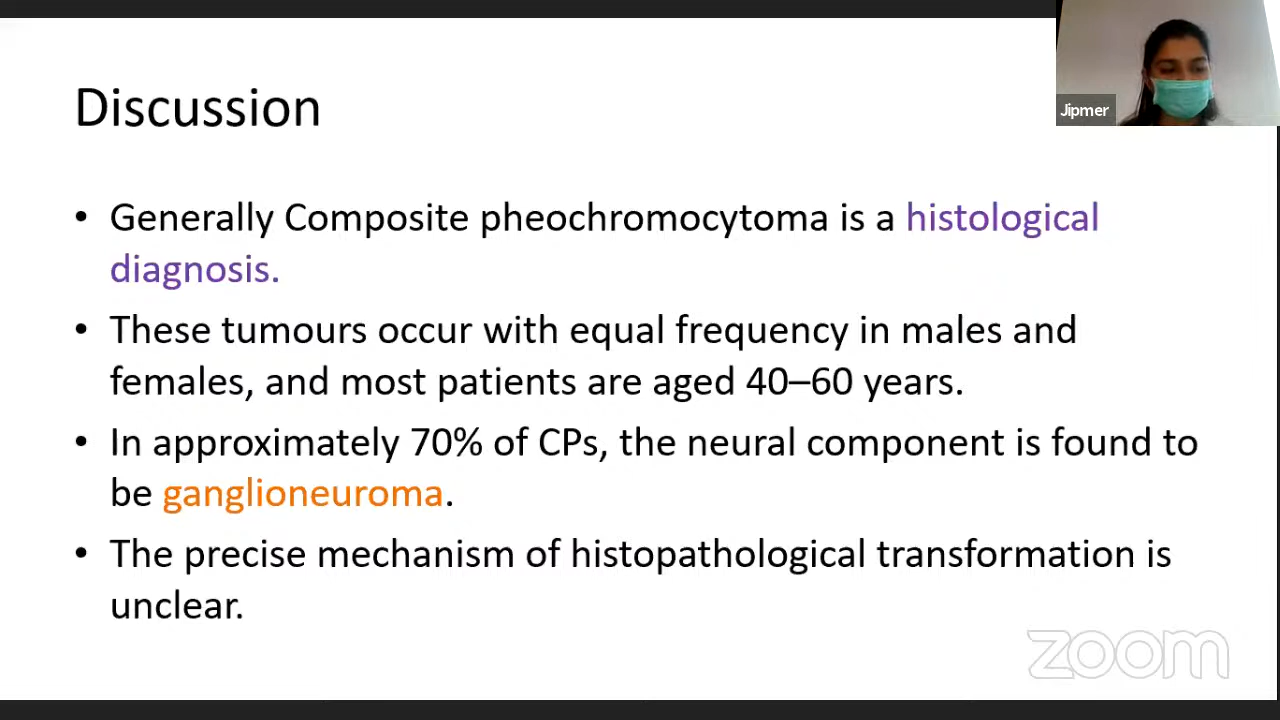 Jipmer
Discussion
• Generally Composite pheochromocytoma is a histological
diagnosis.
• These tumours occur with equal frequency in males and
females, and most patients are aged 40–60 years.
• In approximately 70% of CPs, the neural component is found to
be ganglioneuroma.
• The precise mechanism of histopathological transformation is
unclear.
zoom